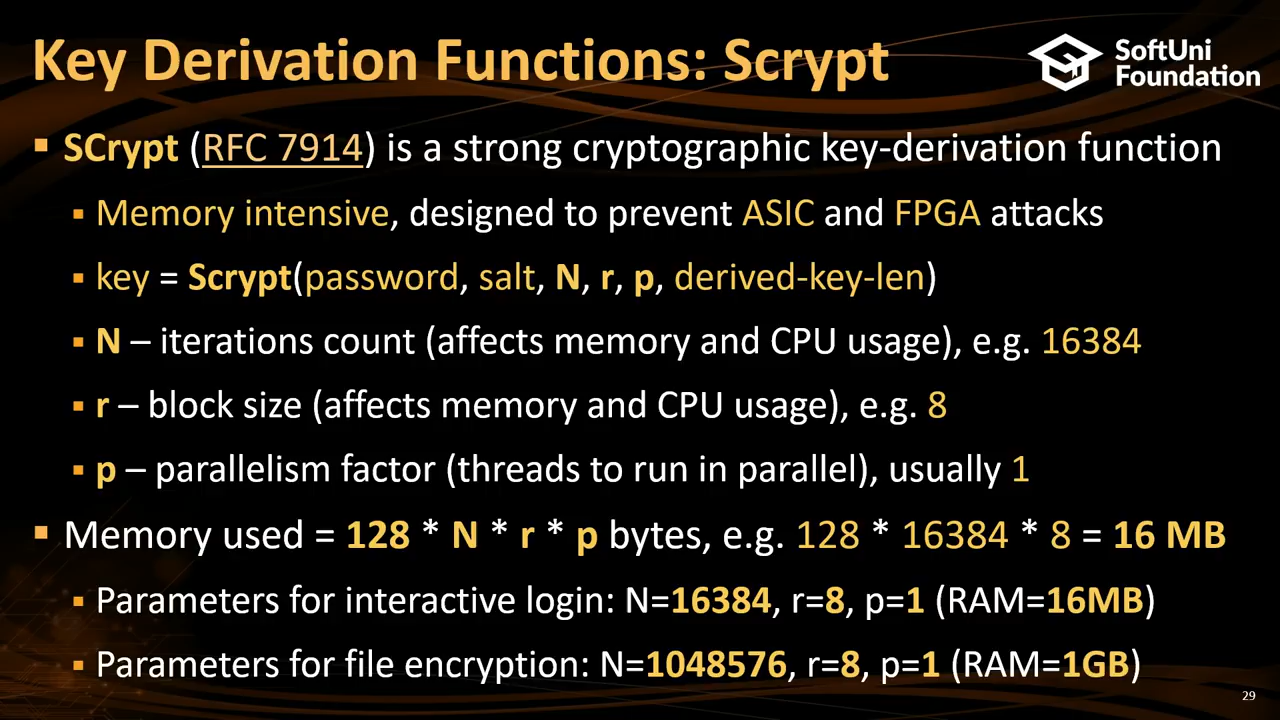 Key Derivation Functions: Scrypt
SoftUni
Foundation
▪ SCrypt (RFC 7914) is a strong cryptographic key-derivation function
▪ Memory intensive, designed to prevent ASIC and FPGA attacks
▪ key = Scrypt(password, salt, N, r, p, derived-key-len)
▪ N – iterations count (affects memory and CPU usage), e.g. 16384
▪ r – block size (affects memory and CPU usage), e.g. 8
▪ p – parallelism factor (threads to run in parallel), usually 1
▪ Memory used = 128 * N * r * p bytes, e.g. 128 * 16384 * 8 = 16 MB
▪ Parameters for interactive login: N=16384, r=8, p=1 (RAM=16MB)
▪ Parameters for file encryption: N=1048576, r=8, p=1 (RAM=1GB)
29